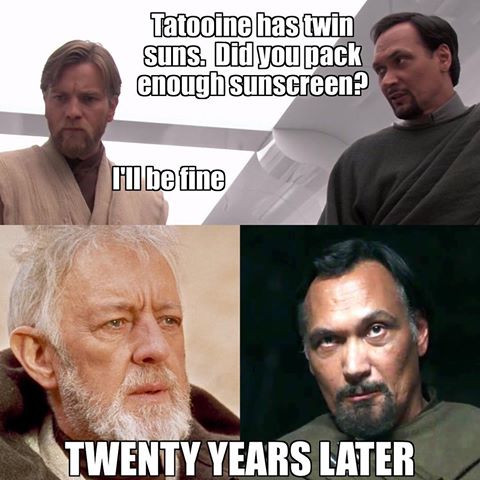 Tatooine has twin
suns.  Did you pack
enough sunscreen?
I'll be fine
TWENTY YEARS LATER